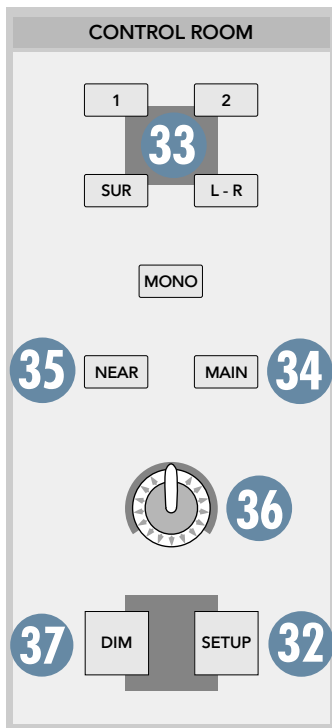 CONTROL ROOM
1 2
33
SUR L - R
MONO
35 NEAR MAIN 34
36
37 DIM SETUP 32